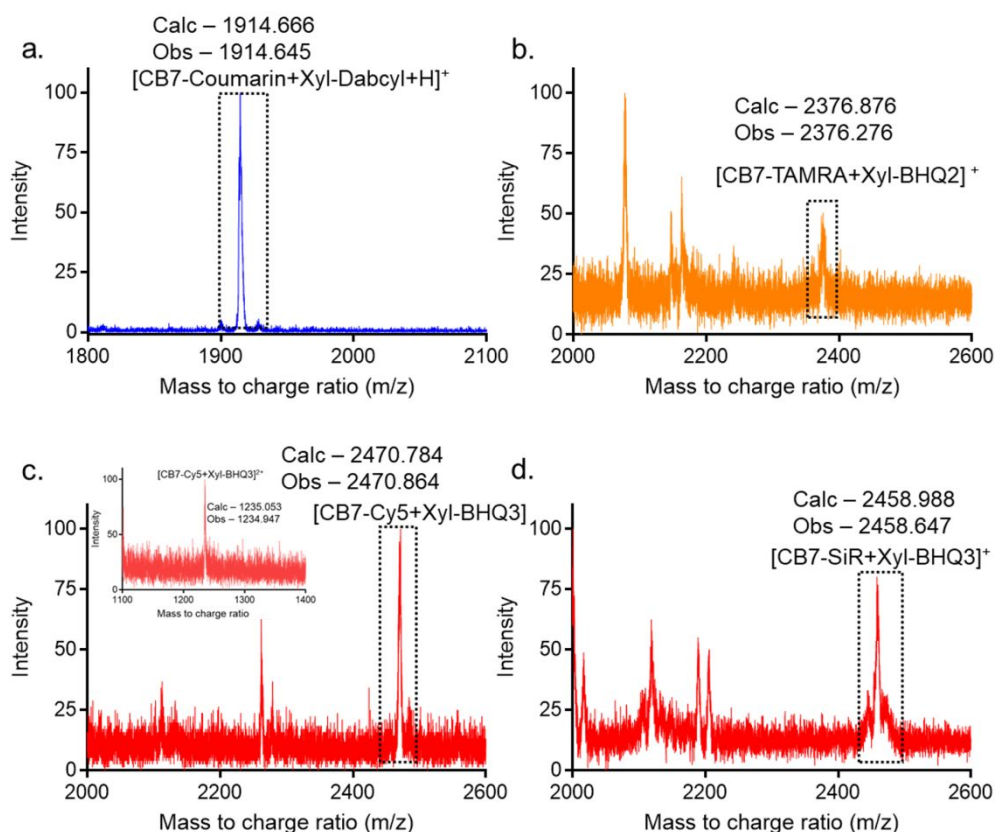 a.
Calc – 1914.666
Obs – 1914.645
[CB7-Coumarin+Xyl-Dabcyl+H]⁺
100
75
50
25
0
Intensity
1800 1900 2000 2100
Mass to charge ratio (m/z)
b.
Calc – 2376.876
Obs – 2376.276
[CB7-TAMRA+Xyl-BHQ2] ⁺
100
75
50
25
0
Intensity
2000 2200 2400 2600
Mass to charge ratio (m/z)
c.
Calc – 2470.784
Obs – 2470.864
[CB7-Cy5+Xyl-BHQ3]
100
75
50
25
0
Intensity
2000 2200 2400 2600
Mass to charge ratio (m/z)
[CB7-Cy5+Xyl-BHQ3]²⁺
Calc – 1235.053
Obs – 1234.947
100
50
0
Intensity
1100 1200 1300 1400
Mass to charge ratio
d.
Calc – 2458.988
Obs – 2458.647
[CB7-SiR+Xyl-BHQ3]⁺
100
75
50
25
0
Intensity
2000 2200 2400 2600
Mass to charge ratio (m/z)